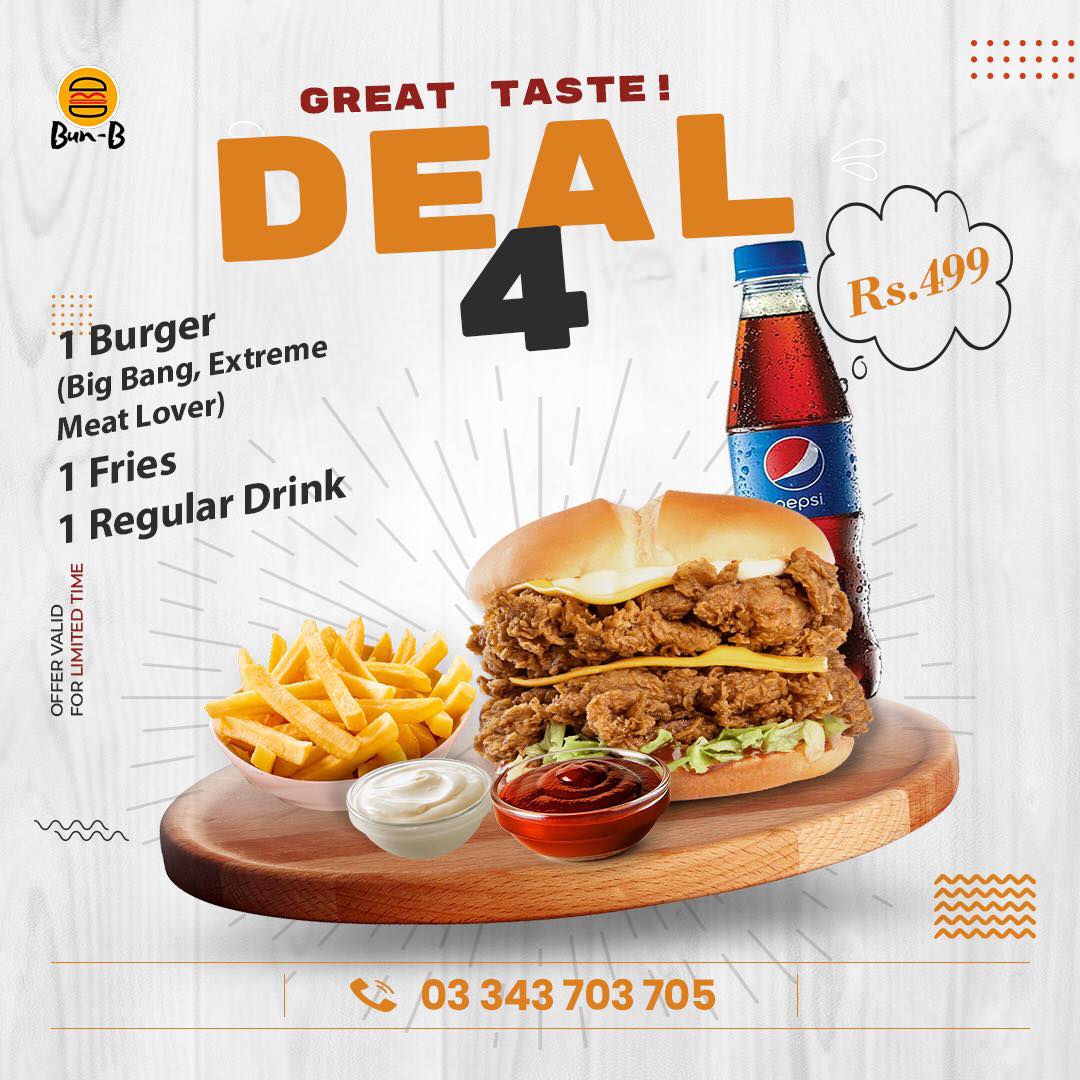 Bun-B
GREAT TASTE!
DEAL
4
Rs.499
1 Burger
(Big Bang, Extreme
Meat Lover)
1 Fries
1 Regular Drink
pepsi
OFFER VALID
FOR LIMITED TIME
03 343 703 705